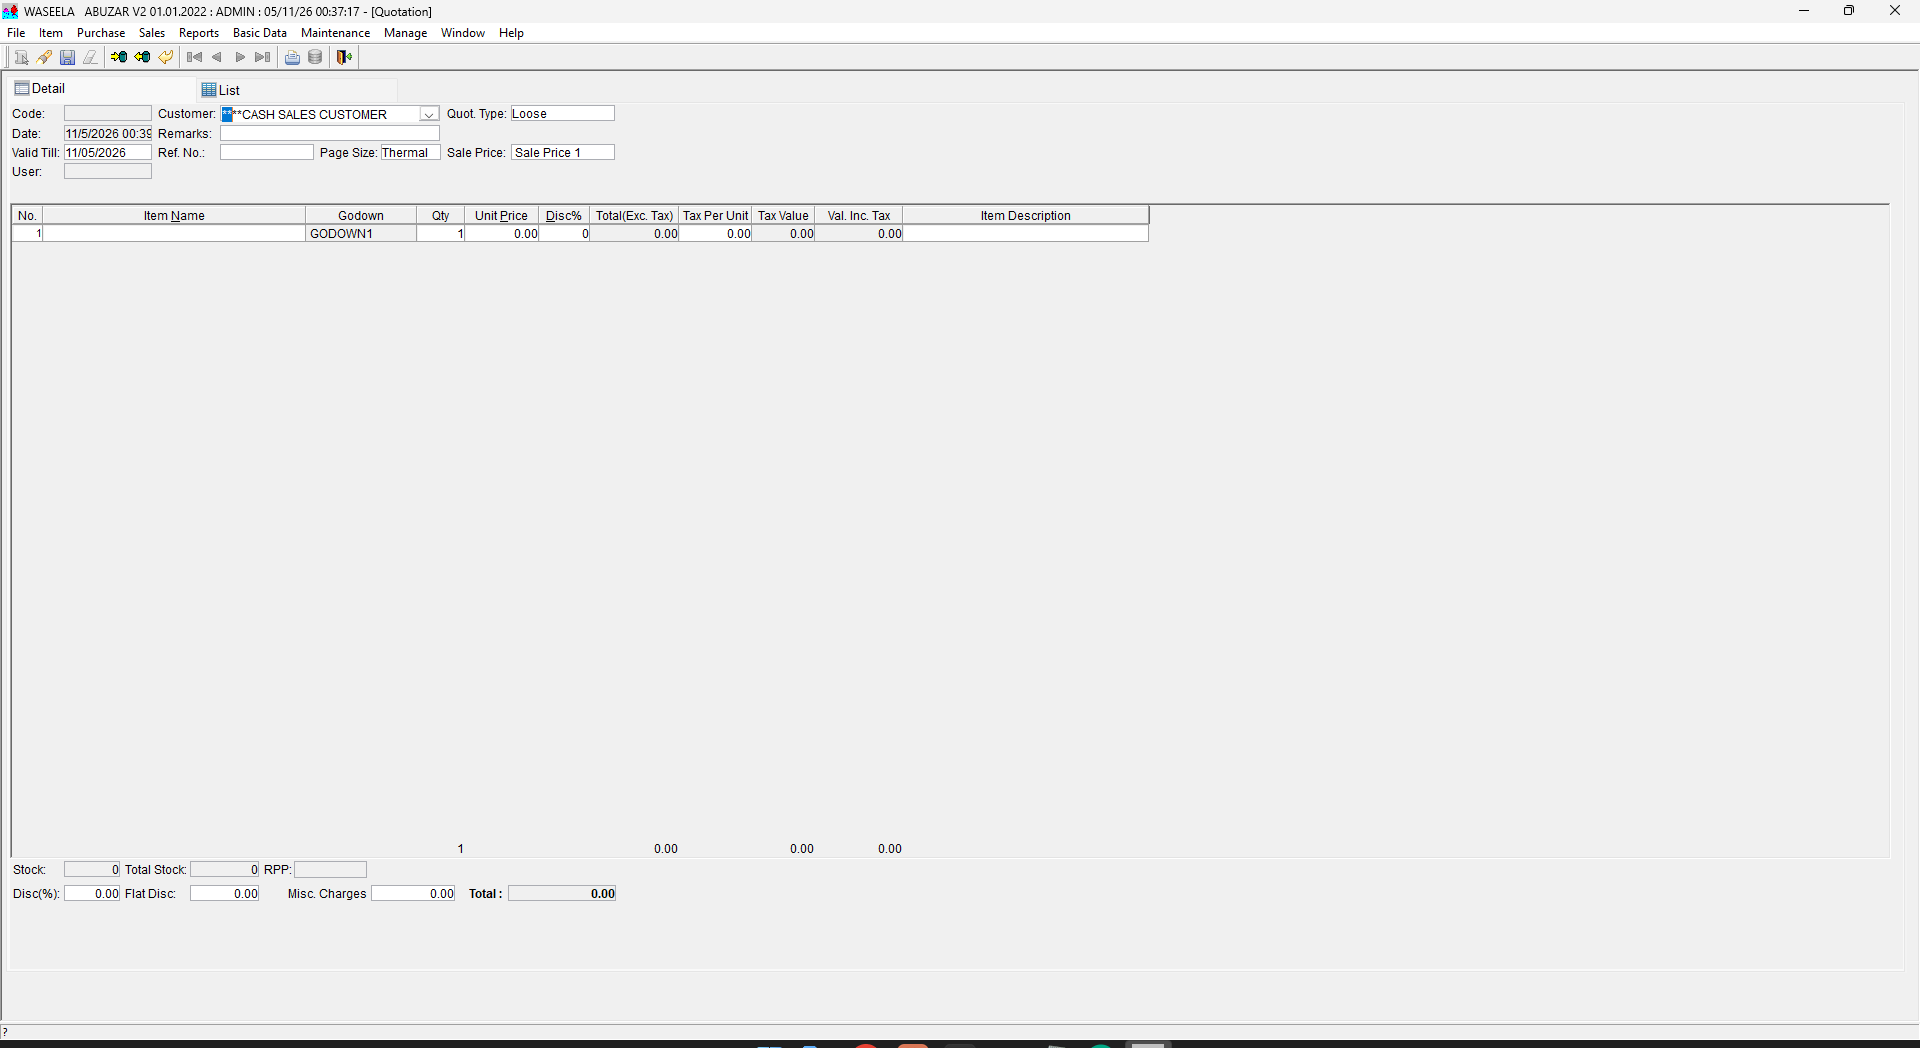 WASEELA ABUZAR V2 01.01.2022 : ADMIN : 05/11/26 00:37:17 - [Quotation]
File Item Purchase Sales Reports Basic Data Maintenance Manage Window Help
Detail List
Code: Customer: **CASH SALES CUSTOMER Quot. Type: Loose
Date: 11/5/2026 00:39 Remarks:
Valid Till: 11/05/2026 Ref. No.: Page Size: Thermal Sale Price: Sale Price 1
User:
No. Item Name Godown Qty Unit Price Disc% Total(Exc. Tax) Tax Per Unit Tax Value Val. Inc. Tax Item Description
1 GODOWN1 1 0.00 0 0.00 0.00 0.00 0.00
1 0.00 0.00 0.00
Stock: 0 Total Stock: 0 RPP:
Disc(%): 0.00 Flat Disc: 0.00 Misc. Charges 0.00 Total : 0.00
?